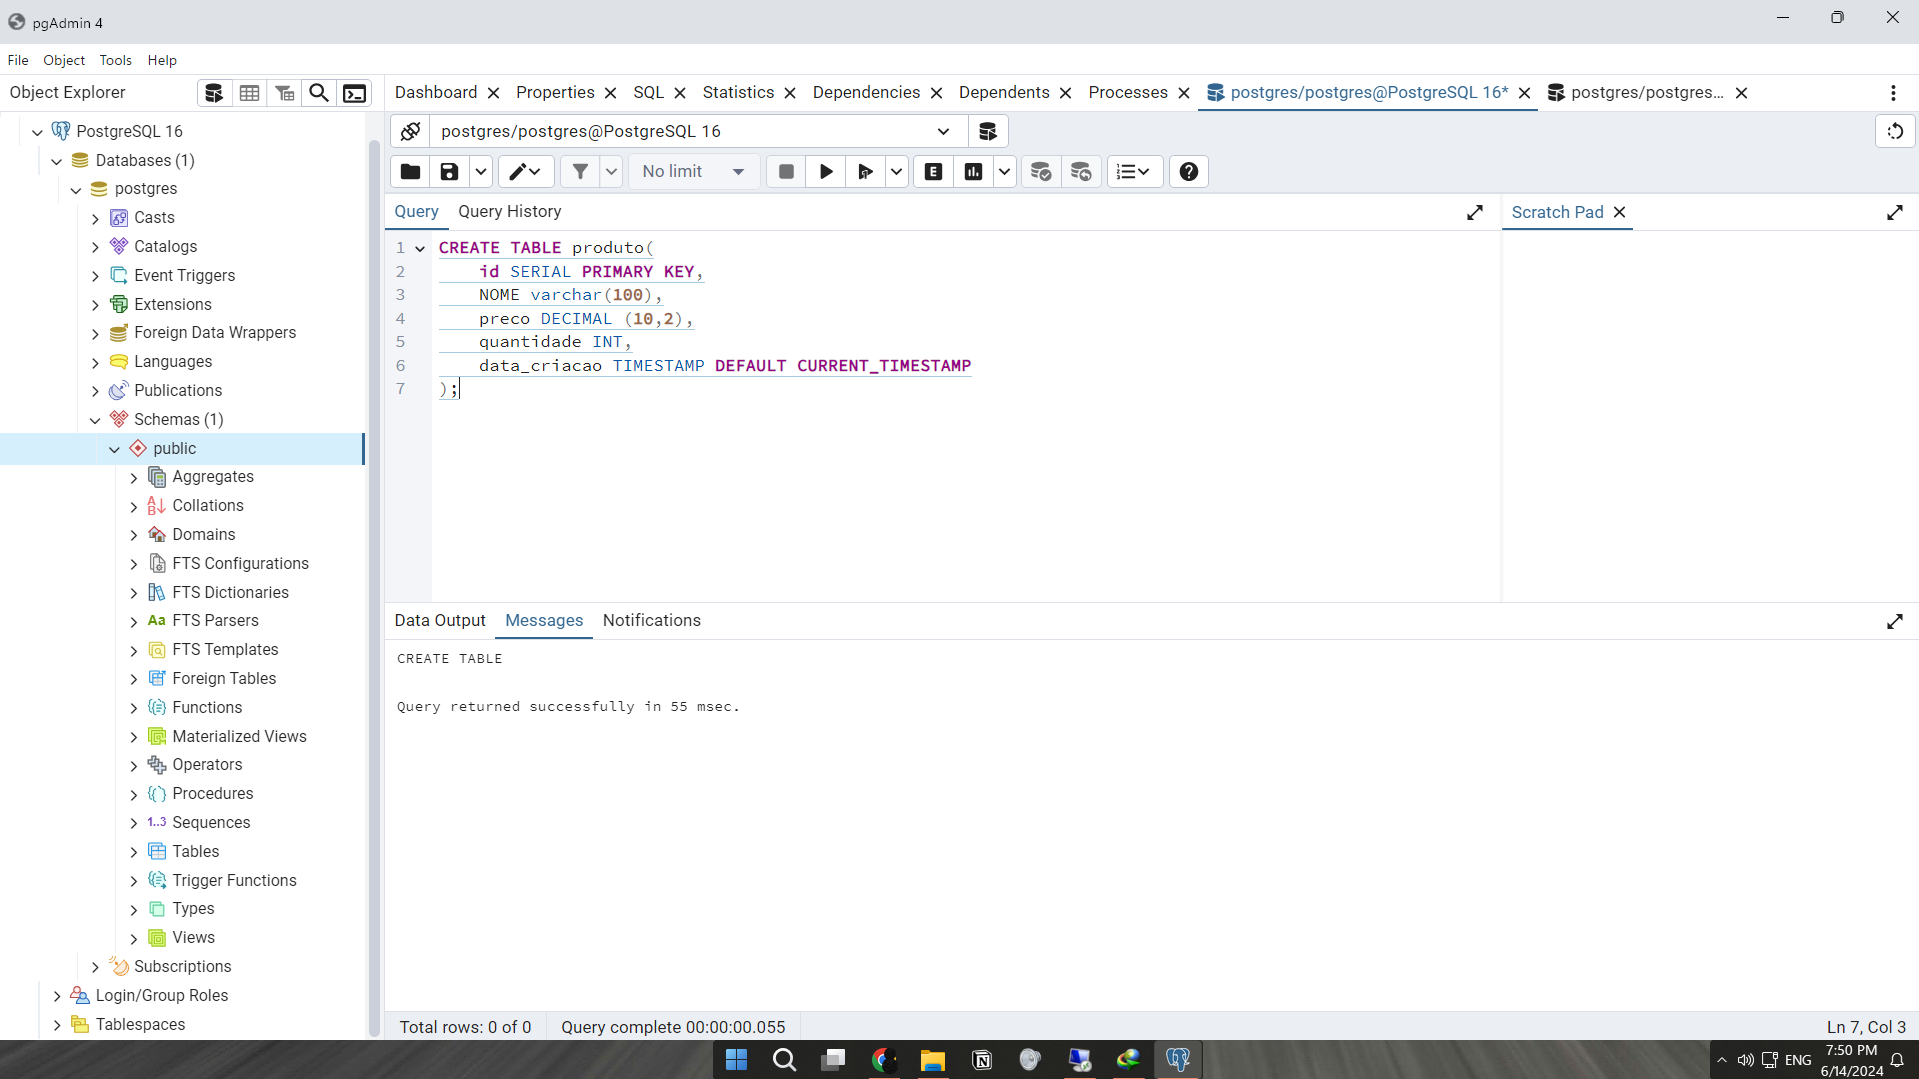 pgAdmin 4
File Object Tools Help
Object Explorer
Dashboard Properties SQL Statistics Dependencies Dependents Processes postgres/postgres@PostgreSQL 16* postgres/postgres...
PostgreSQL 16
Databases (1)
postgres
Casts
Catalogs
Event Triggers
Extensions
Foreign Data Wrappers
Languages
Publications
Schemas (1)
public
Aggregates
Collations
Domains
FTS Configurations
FTS Dictionaries
Aa FTS Parsers
FTS Templates
Foreign Tables
Functions
Materialized Views
Operators
Procedures
1..3 Sequences
Tables
Trigger Functions
Types
Views
Subscriptions
Login/Group Roles
Tablespaces
postgres/postgres@PostgreSQL 16
No limit
E
Query Query History
Scratch Pad
1 CREATE TABLE produto(
2 id SERIAL PRIMARY KEY,
3 NOME varchar(100),
4 preco DECIMAL (10,2),
5 quantidade INT,
6 data_criacao TIMESTAMP DEFAULT CURRENT_TIMESTAMP
7 );
Data Output Messages Notifications
CREATE TABLE
Query returned successfully in 55 msec.
Total rows: 0 of 0 Query complete 00:00:00.055
Ln 7, Col 3
ENG
7:50 PM
6/14/2024